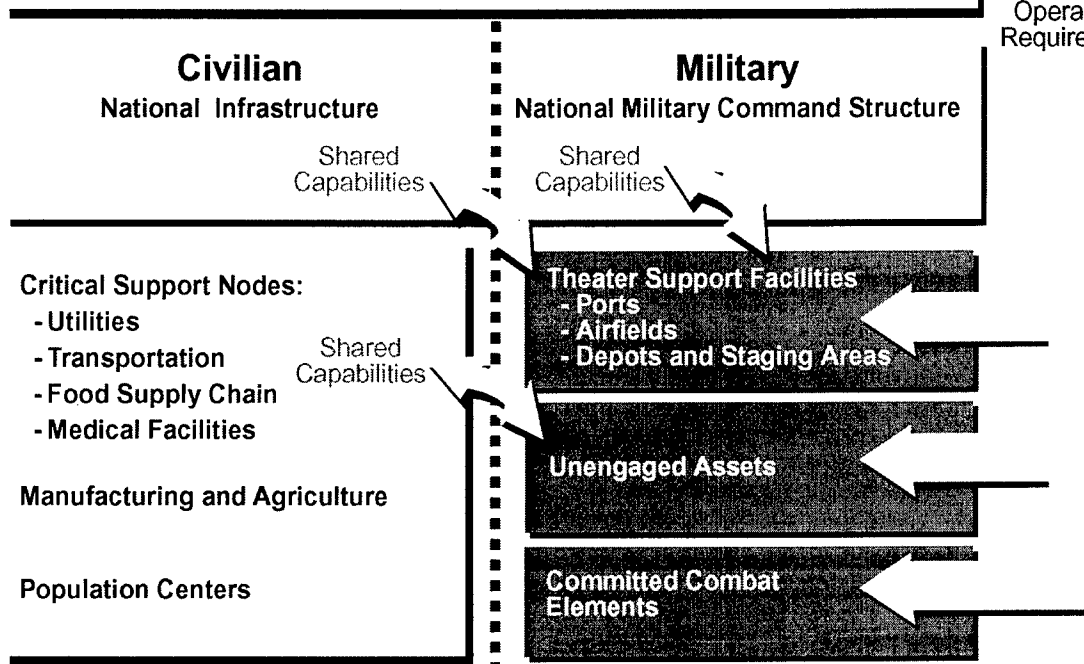 Opera
Require
Civilian
National Infrastructure
Military
National Military Command Structure
Shared
Capabilities
Shared
Capabilities
Critical Support Nodes:
- Utilities
- Transportation
- Food Supply Chain
- Medical Facilities
Manufacturing and Agriculture
Population Centers
Shared
Capabilities
Theater Support Facilities
- Ports
- Airfields
- Depots and Staging Areas
Unengaged Assets
Committed Combat
Elements